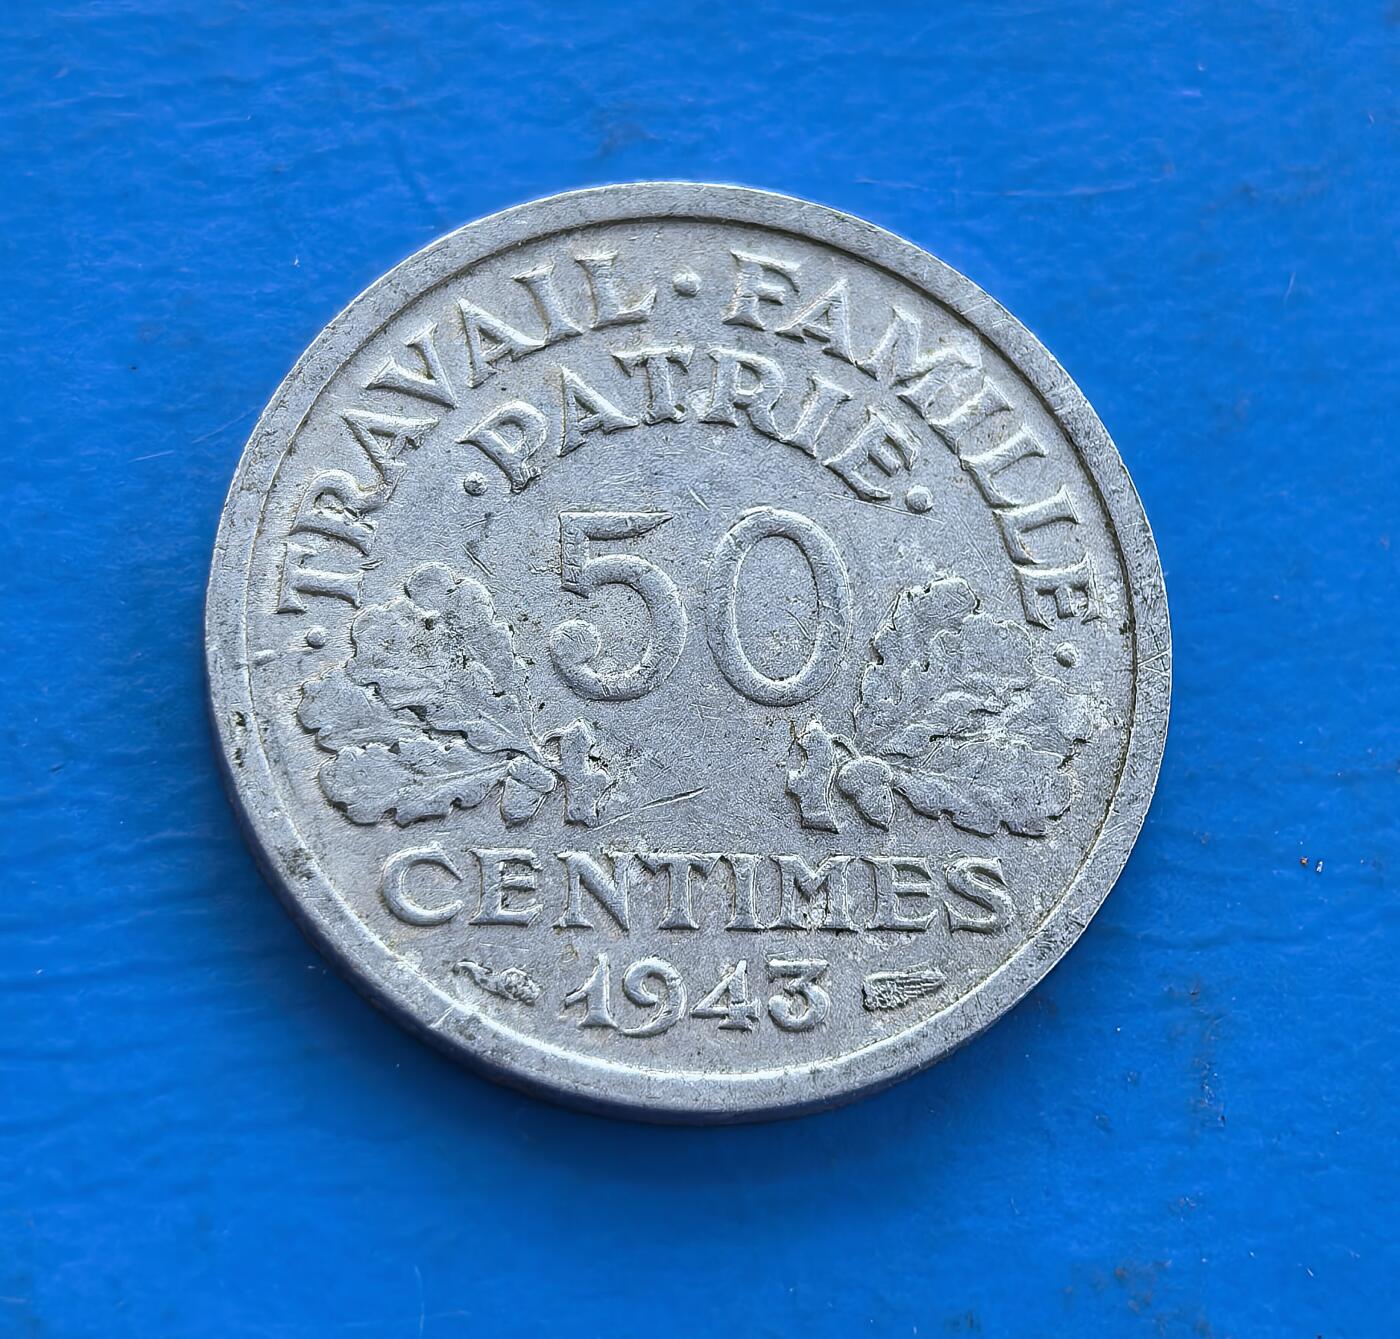 · TRAVAIL · FAMILLE ·
· PATRIE ·
50
CENTIMES
1943